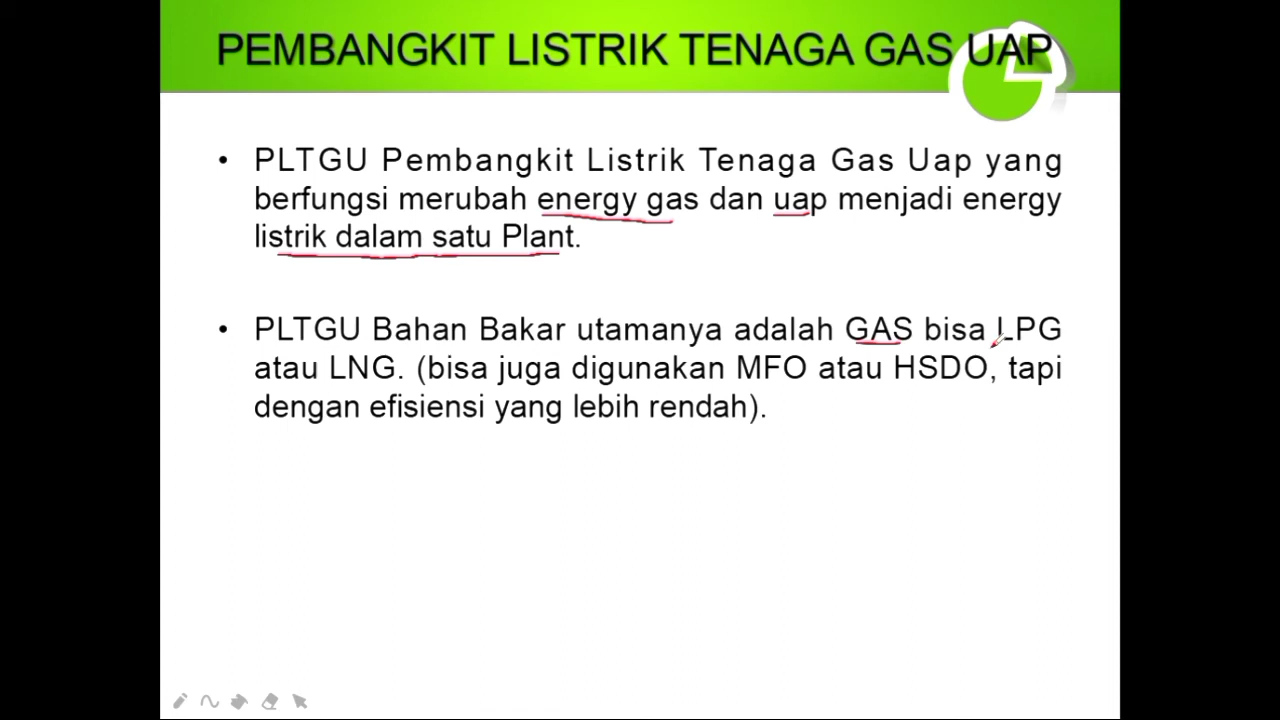 PEMBANGKIT LISTRIK TENAGA GAS UAP
• PLTGU Pembangkit Listrik Tenaga Gas Uap yang
berfungsi merubah energy gas dan uap menjadi energy
listrik dalam satu Plant.
• PLTGU Bahan Bakar utamanya adalah GAS bisa LPG
atau LNG. (bisa juga digunakan MFO atau HSDO, tapi
dengan efisiensi yang lebih rendah).